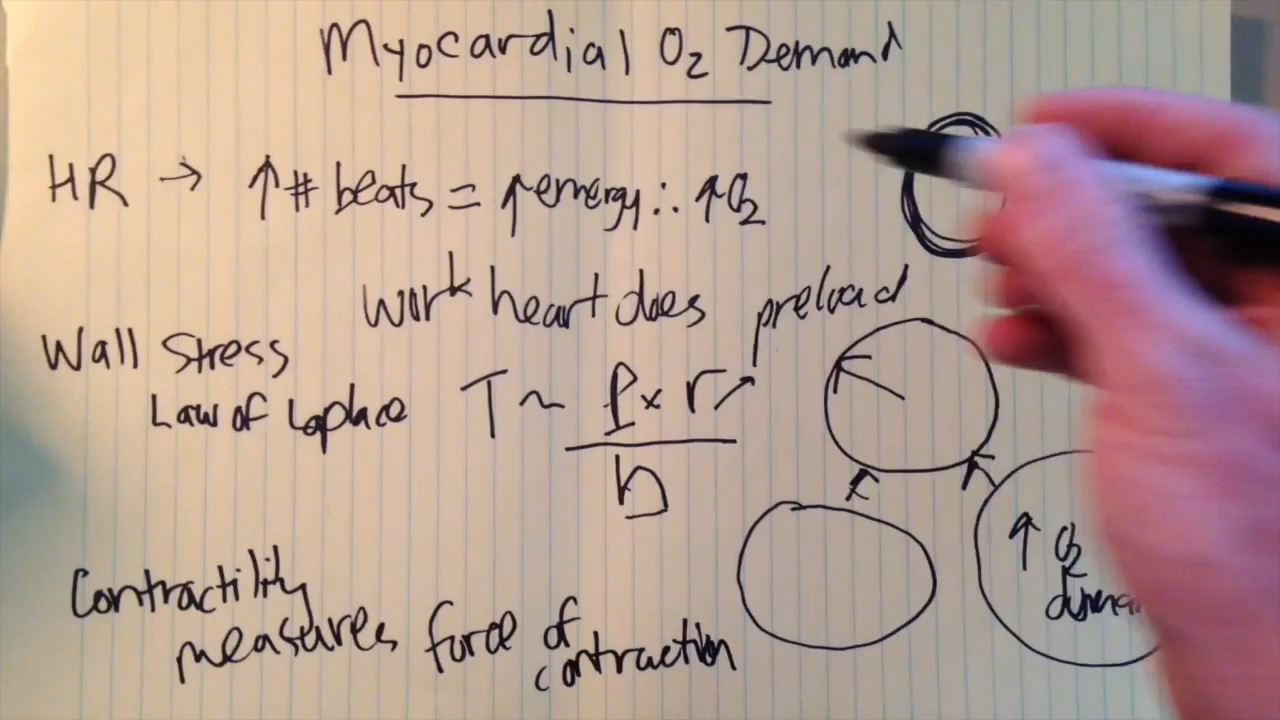 Myocardial O2 Demand
HR → ↑ # beats = ↑ energy ∴ ↑ O2
work heart does
preload
Wall Stress
Law of Laplace
T ~ P x r
h
↑ O2
Contractility
measures force of
contraction